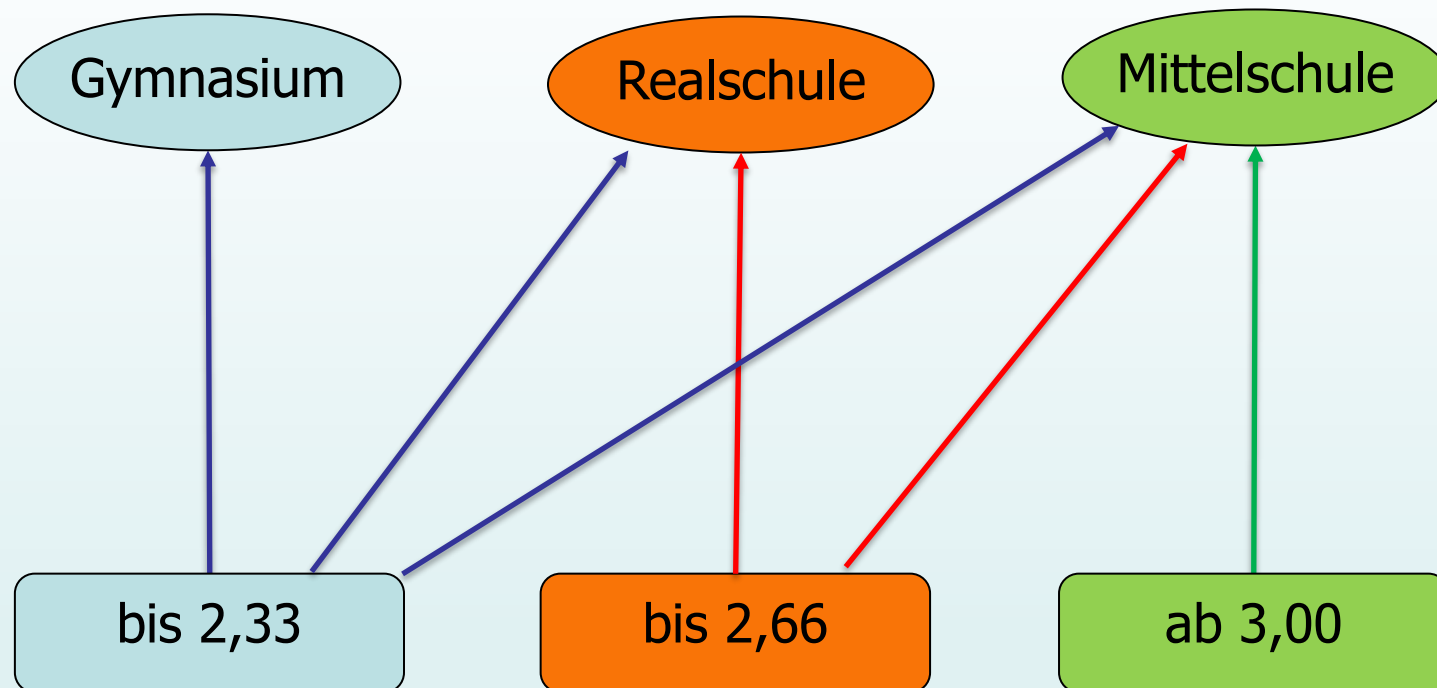 Gymnasium
Realschule
Mittelschule
bis 2,33
bis 2,66
ab 3,00